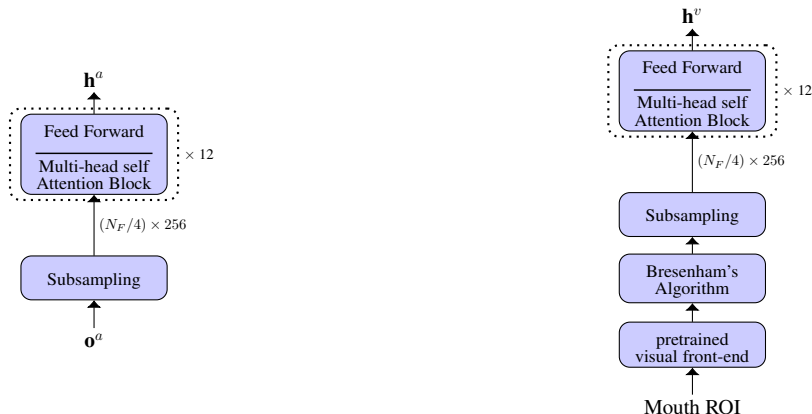 h^a
Feed Forward
Multi-head self
Attention Block
× 12
(N_F/4) × 256
Subsampling
o^a
h^v
Feed Forward
Multi-head self
Attention Block
× 12
(N_F/4) × 256
Subsampling
Bresenham's
Algorithm
pretrained
visual front-end
Mouth ROI